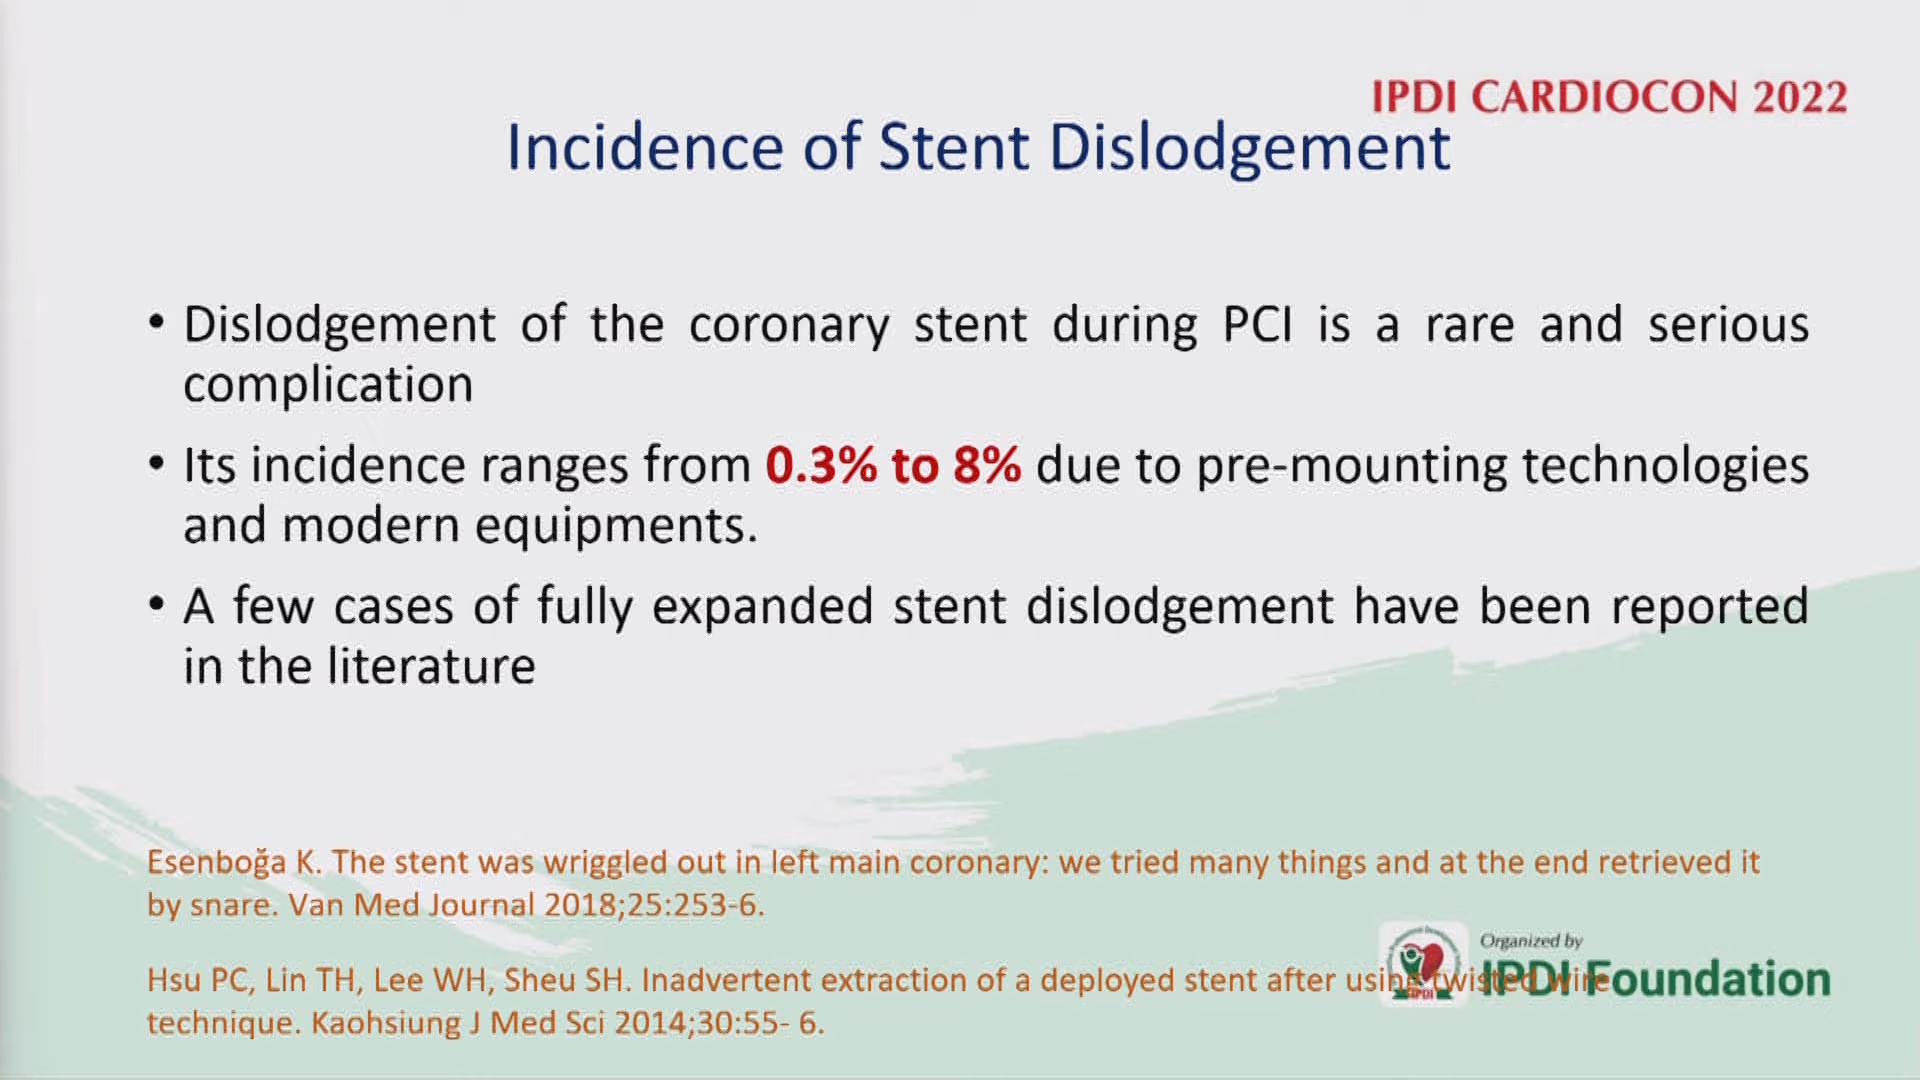 IPDI CARDIOCON 2022
Incidence of Stent Dislodgement
• Dislodgement of the coronary stent during PCI is a rare and serious
complication
• Its incidence ranges from 0.3% to 8% due to pre-mounting technologies
and modern equipments.
• A few cases of fully expanded stent dislodgement have been reported
in the literature
Esenboğa K. The stent was wriggled out in left main coronary: we tried many things and at the end retrieved it
by snare. Van Med Journal 2018;25:253-6.
Hsu PC, Lin TH, Lee WH, Sheu SH. Inadvertent extraction of a deployed stent after using twisted wire
technique. Kaohsiung J Med Sci 2014;30:55- 6.
Organized by
IPDI Foundation
IPDI